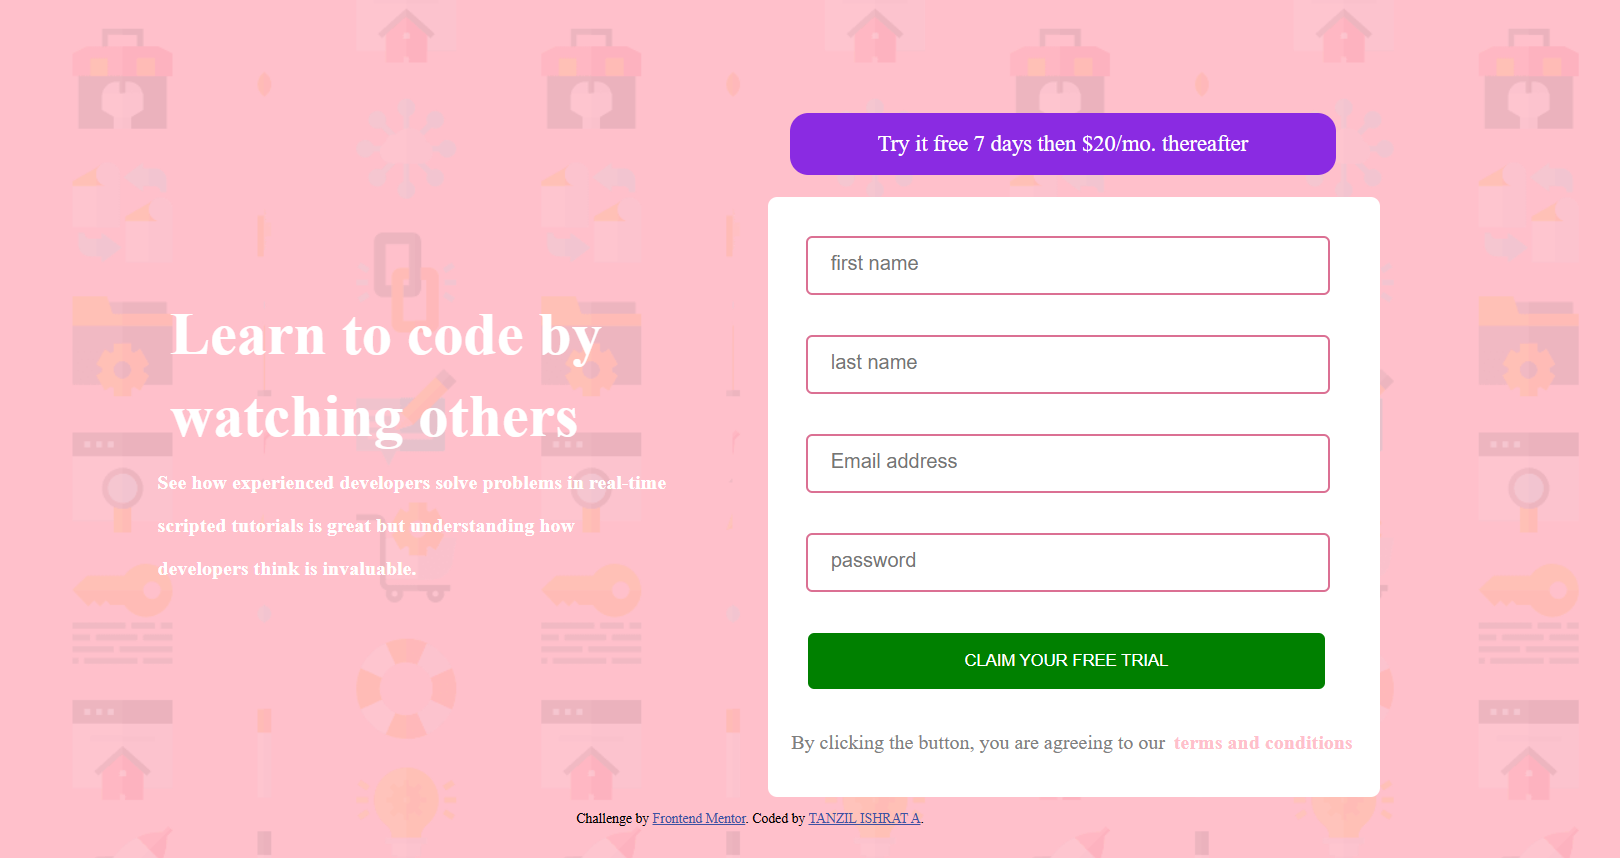 Learn to code by
watching others
See how experienced developers solve problems in real-time
scripted tutorials is great but understanding how
developers think is invaluable.
Try it free 7 days then $20/mo. thereafter
first name
last name
Email address
password
CLAIM YOUR FREE TRIAL
By clicking the button, you are agreeing to our terms and conditions
Challenge by Frontend Mentor. Coded by TANZIL ISHRAT A.